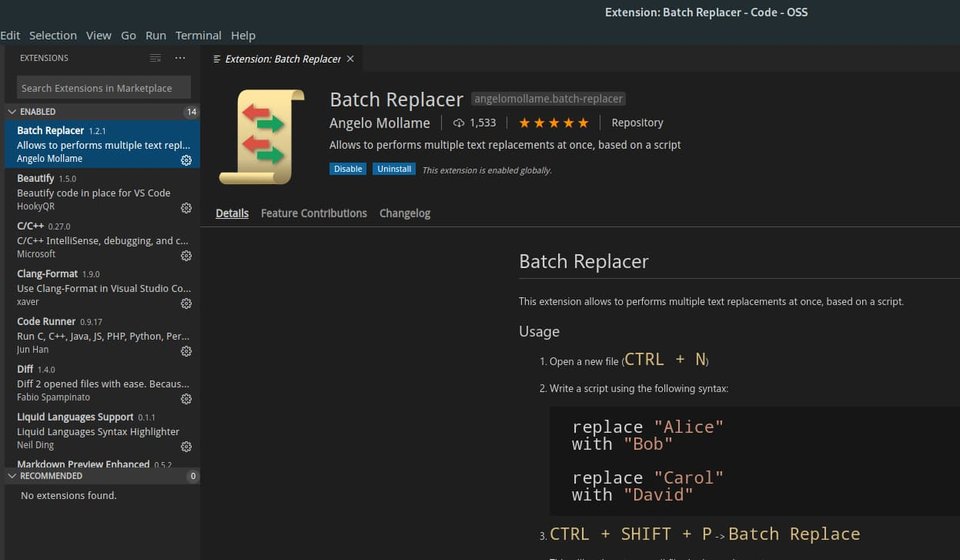 Extension: Batch Replacer - Code - OSS
Edit Selection View Go Run Terminal Help
EXTENSIONS
Search Extensions in Marketplace
ENABLED 14
Batch Replacer 1.2.1
Allows to performs multiple text repl...
Angelo Mollame
Beautify 1.5.0
Beautify code in place for VS Code
HookyQR
C/C++ 0.27.0
C/C++ IntelliSense, debugging, and c...
Microsoft
Clang-Format 1.9.0
Use Clang-Format in Visual Studio Co...
xaver
Code Runner 0.9.17
Run C, C++, Java, JS, PHP, Python, Per...
Jun Han
Diff 1.4.0
Diff 2 opened files with ease. Becaus...
Fabio Spampinato
Liquid Languages Support 0.1.1
Liquid Languages Syntax Highlighter
Neil Ding
Markdown Preview Enhanced 0.5.2
RECOMMENDED 0
No extensions found.
Extension: Batch Replacer
Batch Replacer angelomollame.batch-replacer
Angelo Mollame 1,533 Repository
Allows to performs multiple text replacements at once, based on a script
Disable Uninstall This extension is enabled globally.
Details Feature Contributions Changelog
Batch Replacer
This extension allows to performs multiple text replacements at once, based on a script.
Usage
1. Open a new file (CTRL + N)
2. Write a script using the following syntax:
replace "Alice"
with "Bob"
replace "Carol"
with "David"
3. CTRL + SHIFT + P -> Batch Replace